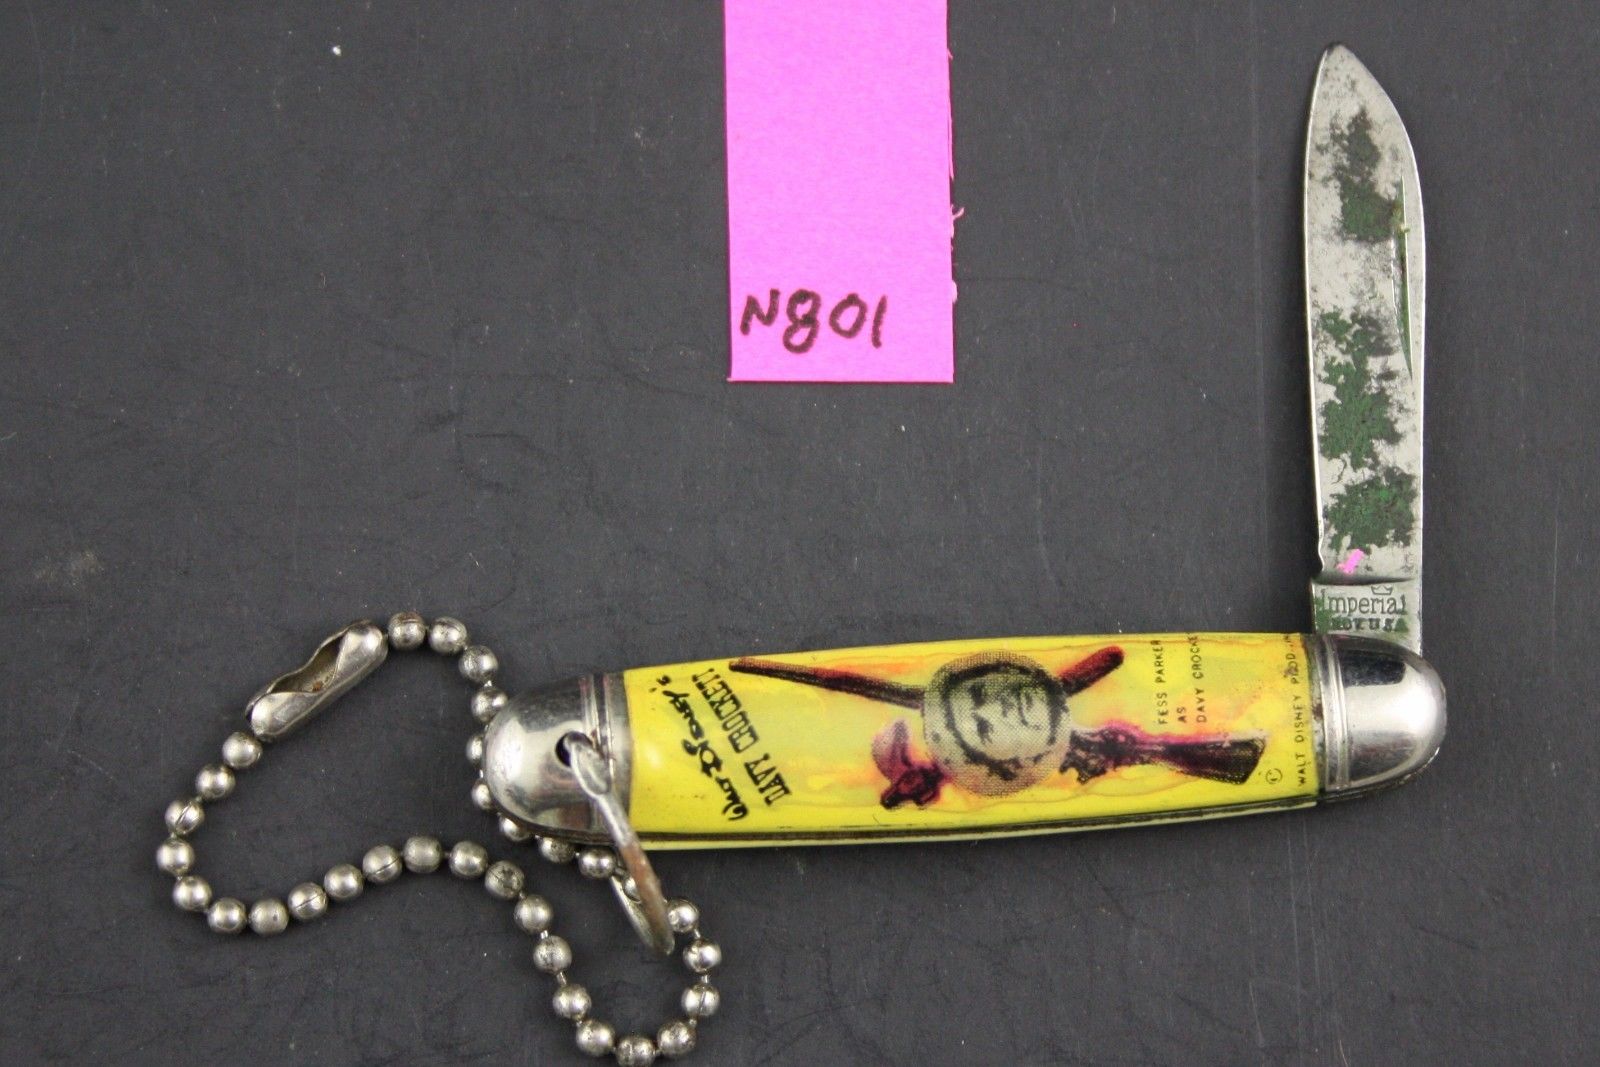 N801
Imperial
Walt Disney's
DAVY CROCKETT
FESS PARKER
AS
DAVY CROCKE
© WALT DISNEY PROD.